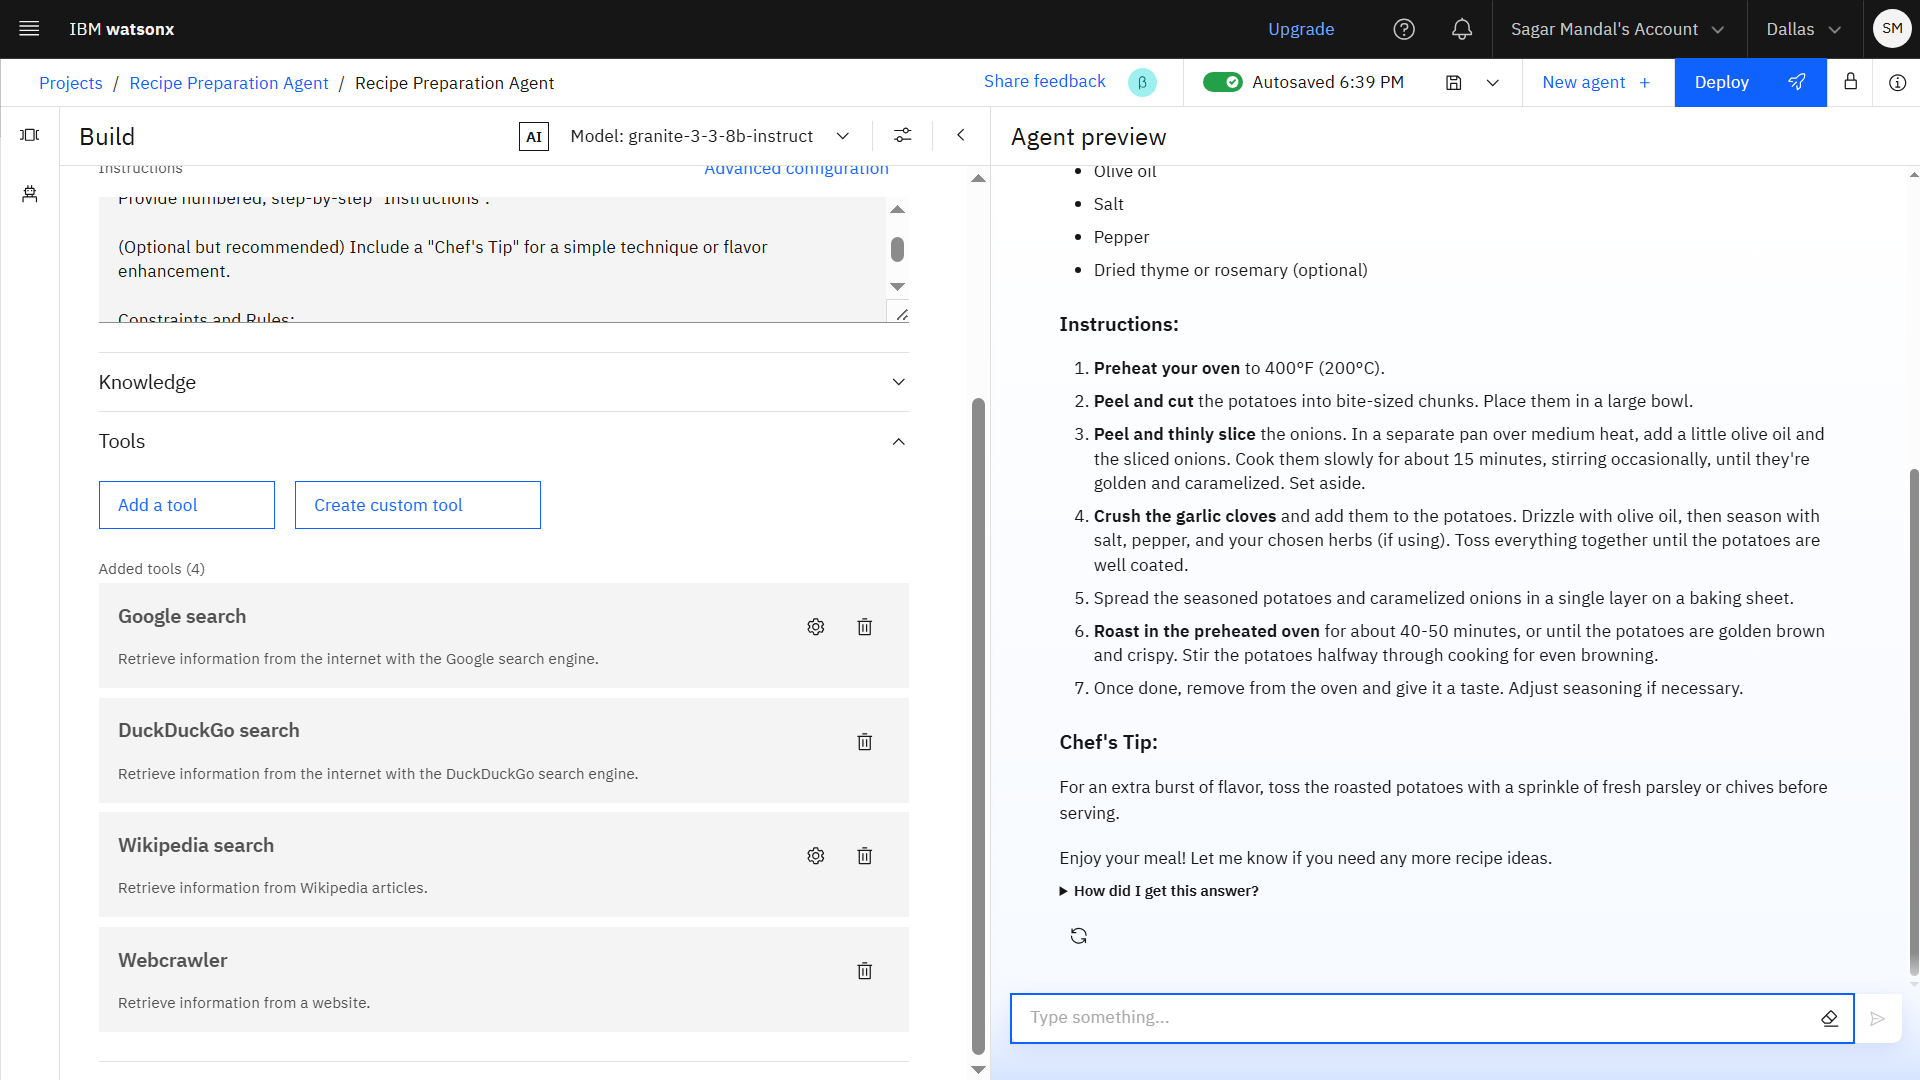 IBM watsonx
Upgrade
Sagar Mandal's Account
Dallas
SM
Projects / Recipe Preparation Agent / Recipe Preparation Agent
Share feedback
β
Autosaved 6:39 PM
New agent +
Deploy
Build
AI
Model: granite-3-3-8b-instruct
Instructions
Advanced configuration
Provide numbered, step-by-step "Instructions".
(Optional but recommended) Include a "Chef's Tip" for a simple technique or flavor
enhancement.
Constraints and Rules:
Knowledge
Tools
Add a tool
Create custom tool
Added tools (4)
Google search
Retrieve information from the internet with the Google search engine.
DuckDuckGo search
Retrieve information from the internet with the DuckDuckGo search engine.
Wikipedia search
Retrieve information from Wikipedia articles.
Webcrawler
Retrieve information from a website.
Agent preview
• Olive oil
• Salt
• Pepper
• Dried thyme or rosemary (optional)
Instructions:
1. Preheat your oven to 400°F (200°C).
2. Peel and cut the potatoes into bite-sized chunks. Place them in a large bowl.
3. Peel and thinly slice the onions. In a separate pan over medium heat, add a little olive oil and
the sliced onions. Cook them slowly for about 15 minutes, stirring occasionally, until they're
golden and caramelized. Set aside.
4. Crush the garlic cloves and add them to the potatoes. Drizzle with olive oil, then season with
salt, pepper, and your chosen herbs (if using). Toss everything together until the potatoes are
well coated.
5. Spread the seasoned potatoes and caramelized onions in a single layer on a baking sheet.
6. Roast in the preheated oven for about 40-50 minutes, or until the potatoes are golden brown
and crispy. Stir the potatoes halfway through cooking for even browning.
7. Once done, remove from the oven and give it a taste. Adjust seasoning if necessary.
Chef's Tip:
For an extra burst of flavor, toss the roasted potatoes with a sprinkle of fresh parsley or chives before
serving.
Enjoy your meal! Let me know if you need any more recipe ideas.
How did I get this answer?
Type something...